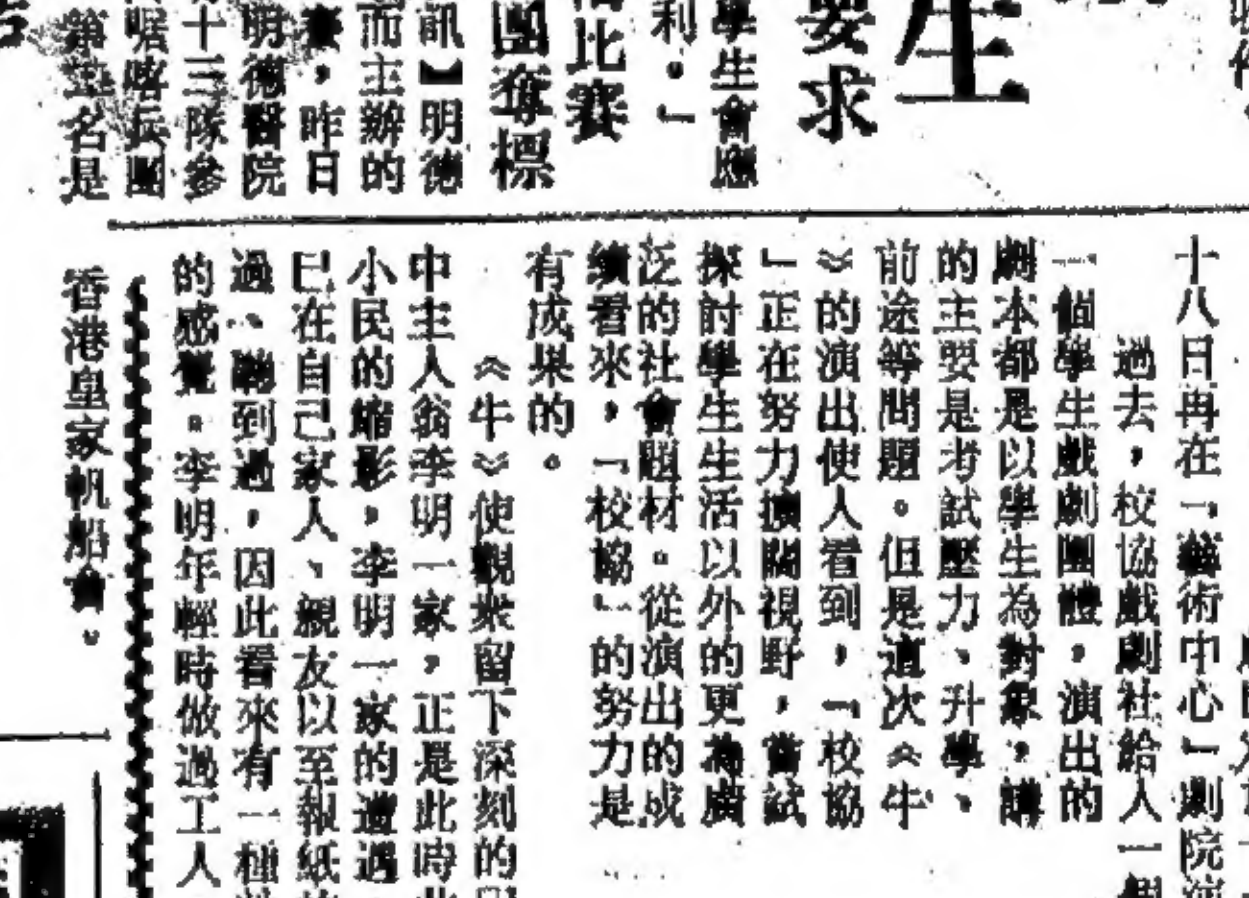 生
要求
學生會應
利。」
比賽
團奪標
訊】明德
而主辦的
賽，昨日
明德醫院
十三隊參
喀兵團
名是
十八日再在「藝術中心」劇院演
過去，校協戲劇社給人一個
一個學生戲劇團體，演出的
劇本都是以學生為對象，講
的主要是考試壓力、升學、
前途等問題。但是這次《牛
》的演出使人看到，「校協
」正在努力擴闊視野，嘗試
探討學生生活以外的更為廣
泛的社會題材。從演出的成
績看來，「校協」的努力是
有成果的。
《牛》使觀眾留下深刻的印
中主人翁李明一家，正是此時此
小民的縮影，李明一家的遭遇，
已在自己家人、親友以至報紙
過、聽到過，因此看來有一種
的感覺。李明年輕時做過工人
香港皇家帆船會。